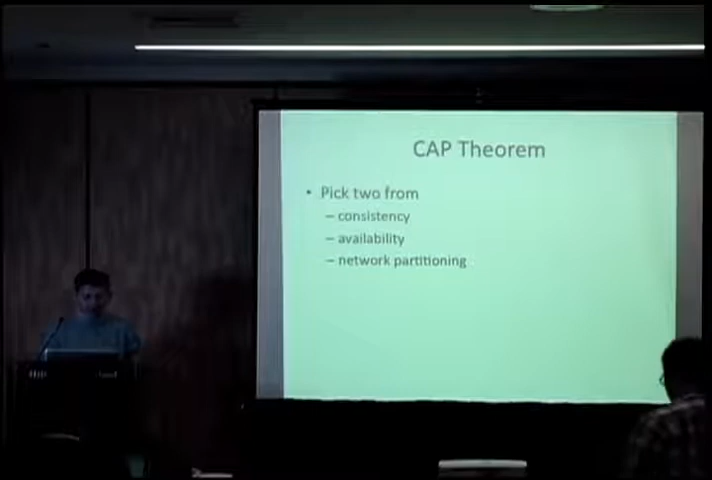 CAP Theorem
• Pick two from
– consistency
– availability
– network partitioning